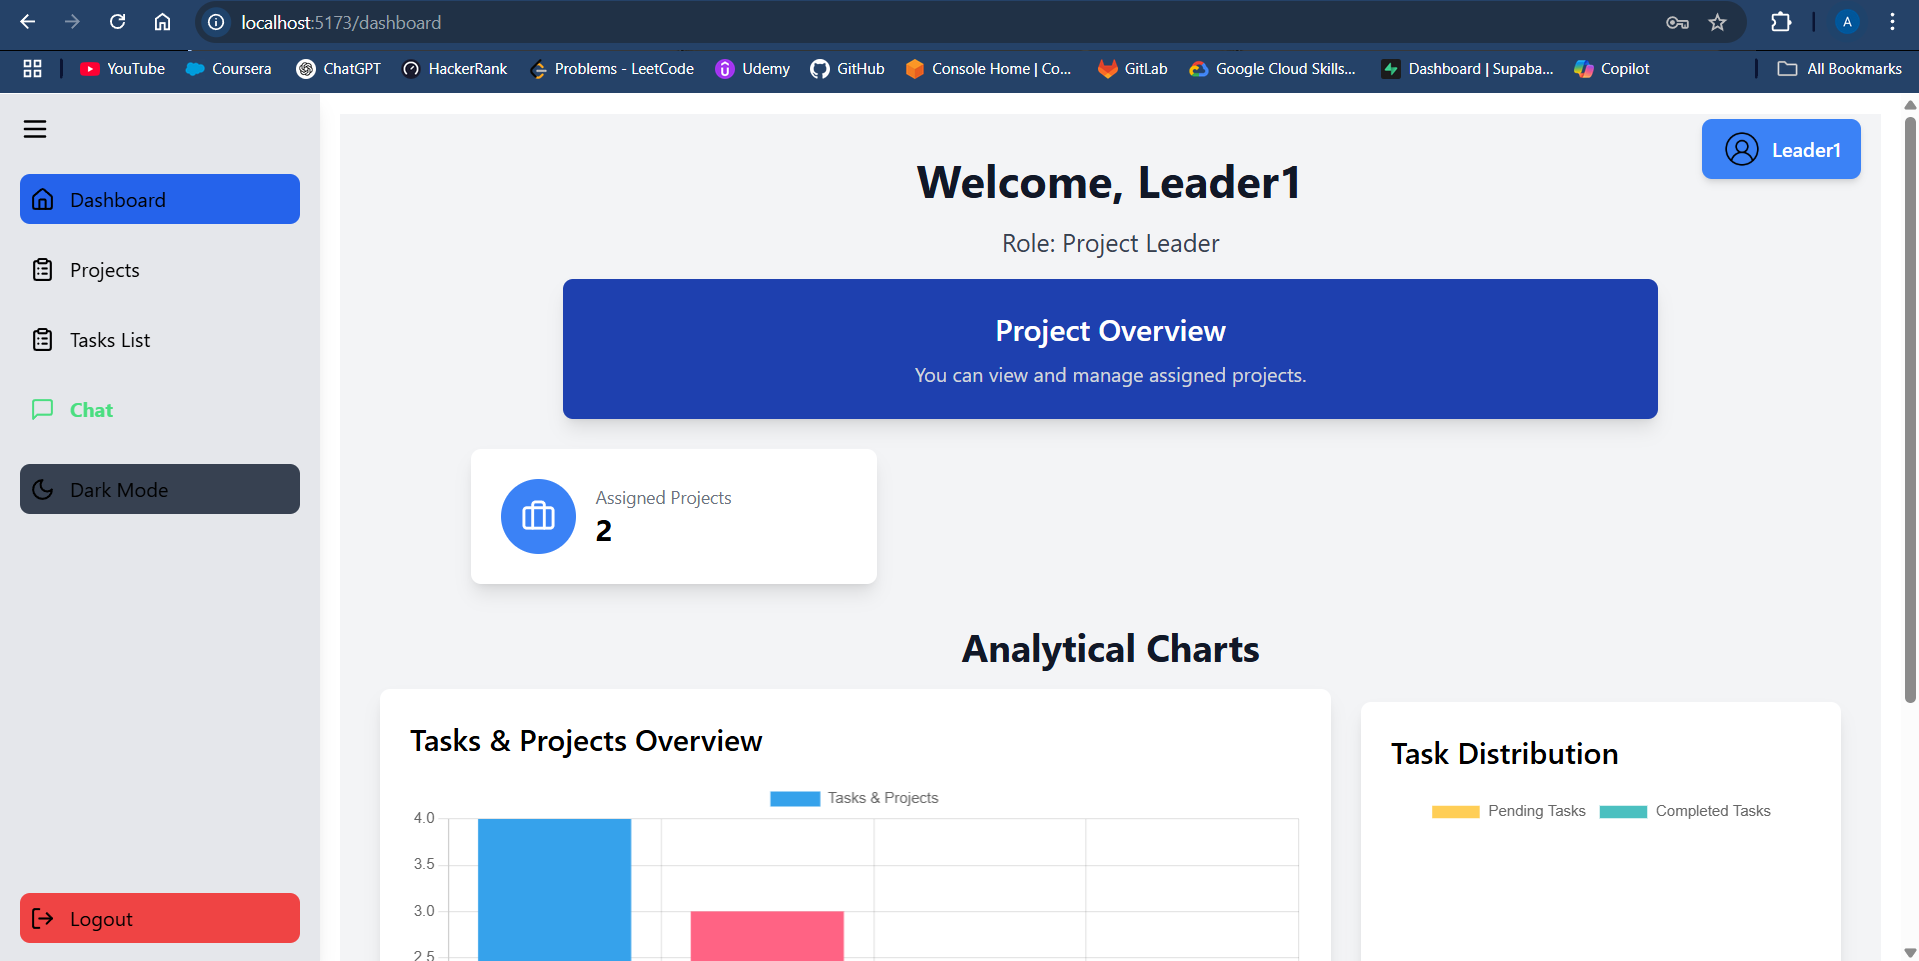 localhost:5173/dashboard
A
YouTube
Coursera
ChatGPT
HackerRank
Problems - LeetCode
Udemy
GitHub
Console Home | Co...
GitLab
Google Cloud Skills...
Dashboard | Supaba...
Copilot
All Bookmarks
Dashboard
Projects
Tasks List
Chat
Dark Mode
Logout
Leader1
Welcome, Leader1
Role: Project Leader
Project Overview
You can view and manage assigned projects.
Assigned Projects
2
Analytical Charts
Tasks & Projects Overview
Tasks & Projects
4.0
3.5
3.0
2.5
Task Distribution
Pending Tasks
Completed Tasks